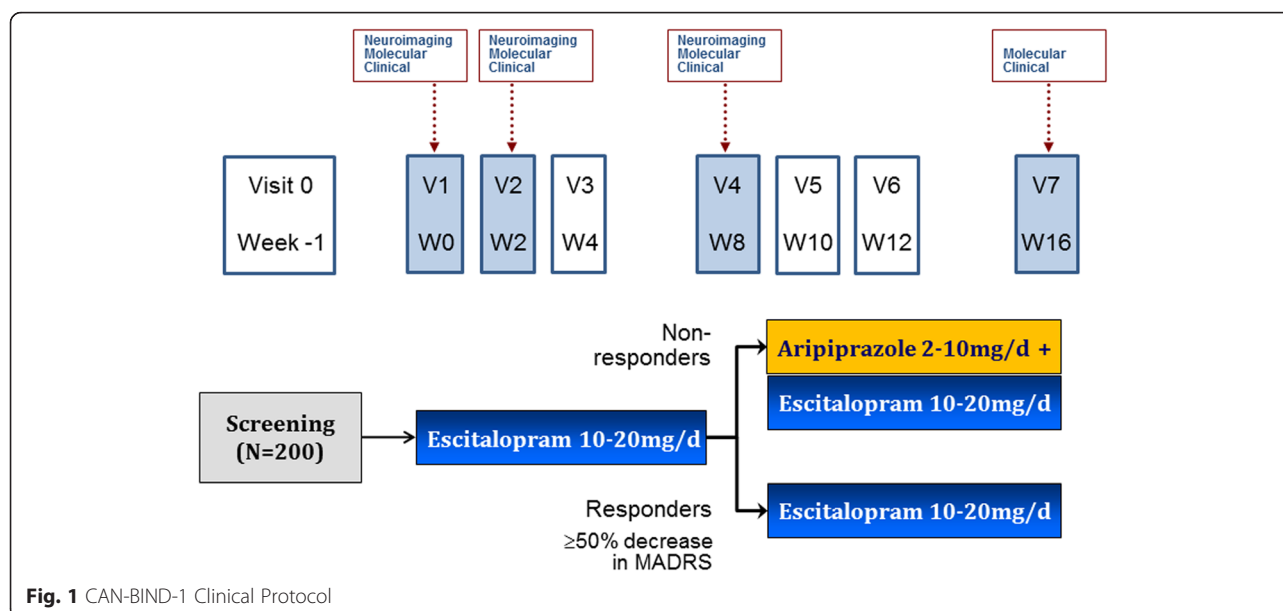 Neuroimaging
Molecular
Clinical
Neuroimaging
Molecular
Clinical
Neuroimaging
Molecular
Clinical
Molecular
Clinical
Visit 0
Week -1
V1
W0
V2
W2
V3
W4
V4
W8
V5
W10
V6
W12
V7
W16
Non-
responders
Aripiprazole 2-10mg/d +
Escitalopram 10-20mg/d
Screening
(N=200)
Escitalopram 10-20mg/d
Responders
≥50% decrease
in MADRS
Escitalopram 10-20mg/d
Fig. 1 CAN-BIND-1 Clinical Protocol